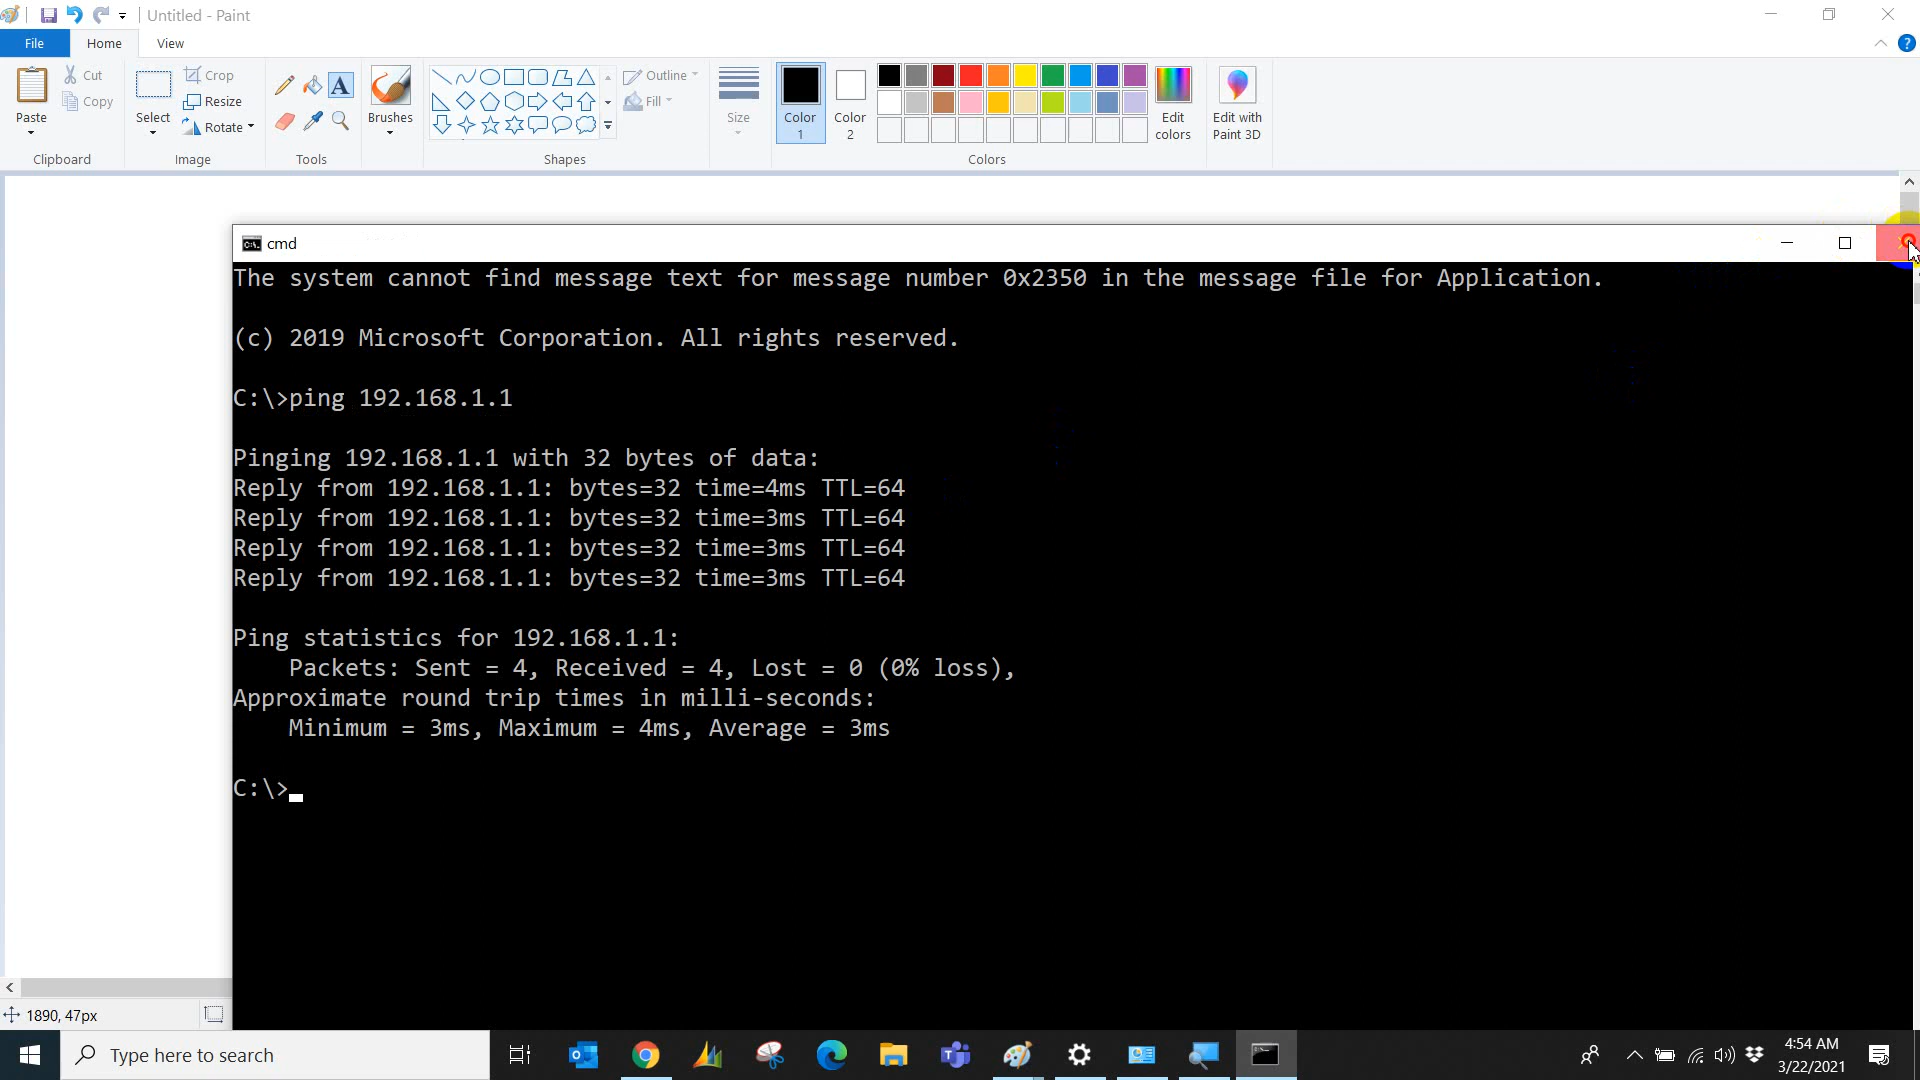 Untitled - Paint
File Home View
Paste
Cut
Copy
Clipboard
Select
Crop
Resize
Rotate
Image
Tools
Brushes
Shapes
Outline
Fill
Size
Color
1
Color
2
Colors
Edit
colors
Edit with
Paint 3D
cmd
The system cannot find message text for message number 0x2350 in the message file for Application.
(c) 2019 Microsoft Corporation. All rights reserved.
C:\>ping 192.168.1.1
Pinging 192.168.1.1 with 32 bytes of data:
Reply from 192.168.1.1: bytes=32 time=4ms TTL=64
Reply from 192.168.1.1: bytes=32 time=3ms TTL=64
Reply from 192.168.1.1: bytes=32 time=3ms TTL=64
Reply from 192.168.1.1: bytes=32 time=3ms TTL=64
Ping statistics for 192.168.1.1:
    Packets: Sent = 4, Received = 4, Lost = 0 (0% loss),
Approximate round trip times in milli-seconds:
    Minimum = 3ms, Maximum = 4ms, Average = 3ms
C:\>
1890, 47px
Type here to search
4:54 AM
3/22/2021